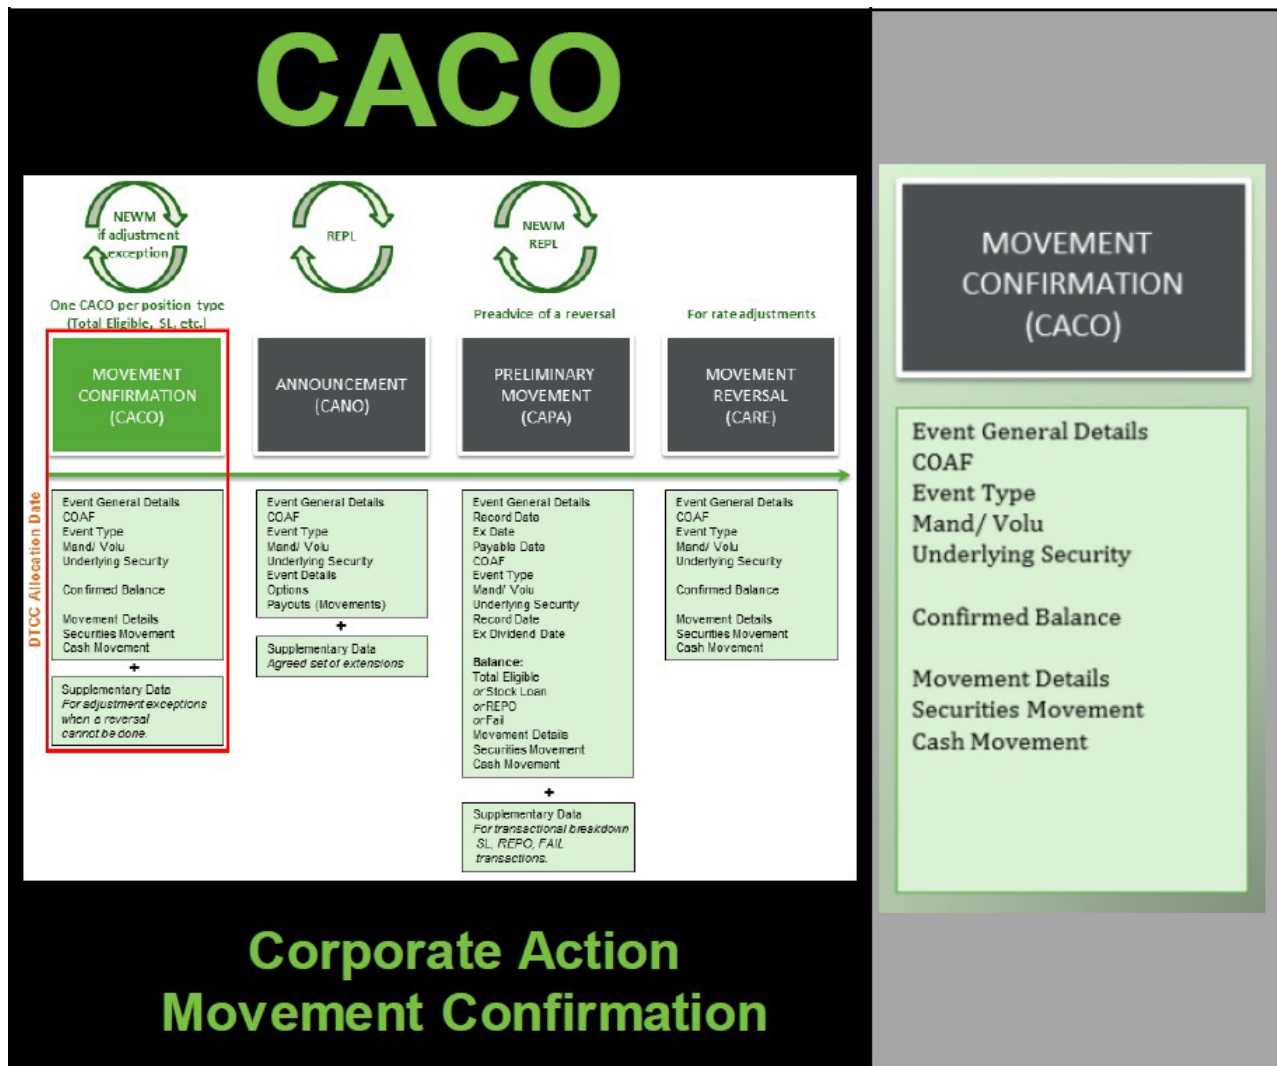 CACO
NEWM
if adjustment
exception
One CACO per position type
(Total Eligible, SL, etc.)
REPL
NEWM
REPL
Preadvice of a reversal
For rate adjustments
MOVEMENT
CONFIRMATION
(CACO)
ANNOUNCEMENT
(CANO)
PRELIMINARY
MOVEMENT
(CAPA)
MOVEMENT
REVERSAL
(CARE)
DTCC Allocation Date
Event General Details
COAF
Event Type
Mand/ Volu
Underlying Security
Confirmed Balance
Movement Details
Securities Movement
Cash Movement
+
Supplementary Data
For adjustment exceptions
when a reversal
cannot be done.
Event General Details
COAF
Event Type
Mand/ Volu
Underlying Security
Event Details
Options
Payouts (Movements)
+
Supplementary Data
Agreed set of extensions
Event General Details
Record Date
Ex Date
Payable Date
COAF
Event Type
Mand/ Volu
Underlying Security
Record Date
Ex Dividend Date
Balance:
Total Eligible
or Stock Loan
or REPO
or Fail
Movement Details
Securities Movement
Cash Movement
+
Supplementary Data
For transactional breakdown
SL, REPO, FAIL
transactions.
Event General Details
COAF
Event Type
Mand/ Volu
Underlying Security
Confirmed Balance
Movement Details
Securities Movement
Cash Movement
Corporate Action
Movement Confirmation
MOVEMENT
CONFIRMATION
(CACO)
Event General Details
COAF
Event Type
Mand/ Volu
Underlying Security
Confirmed Balance
Movement Details
Securities Movement
Cash Movement